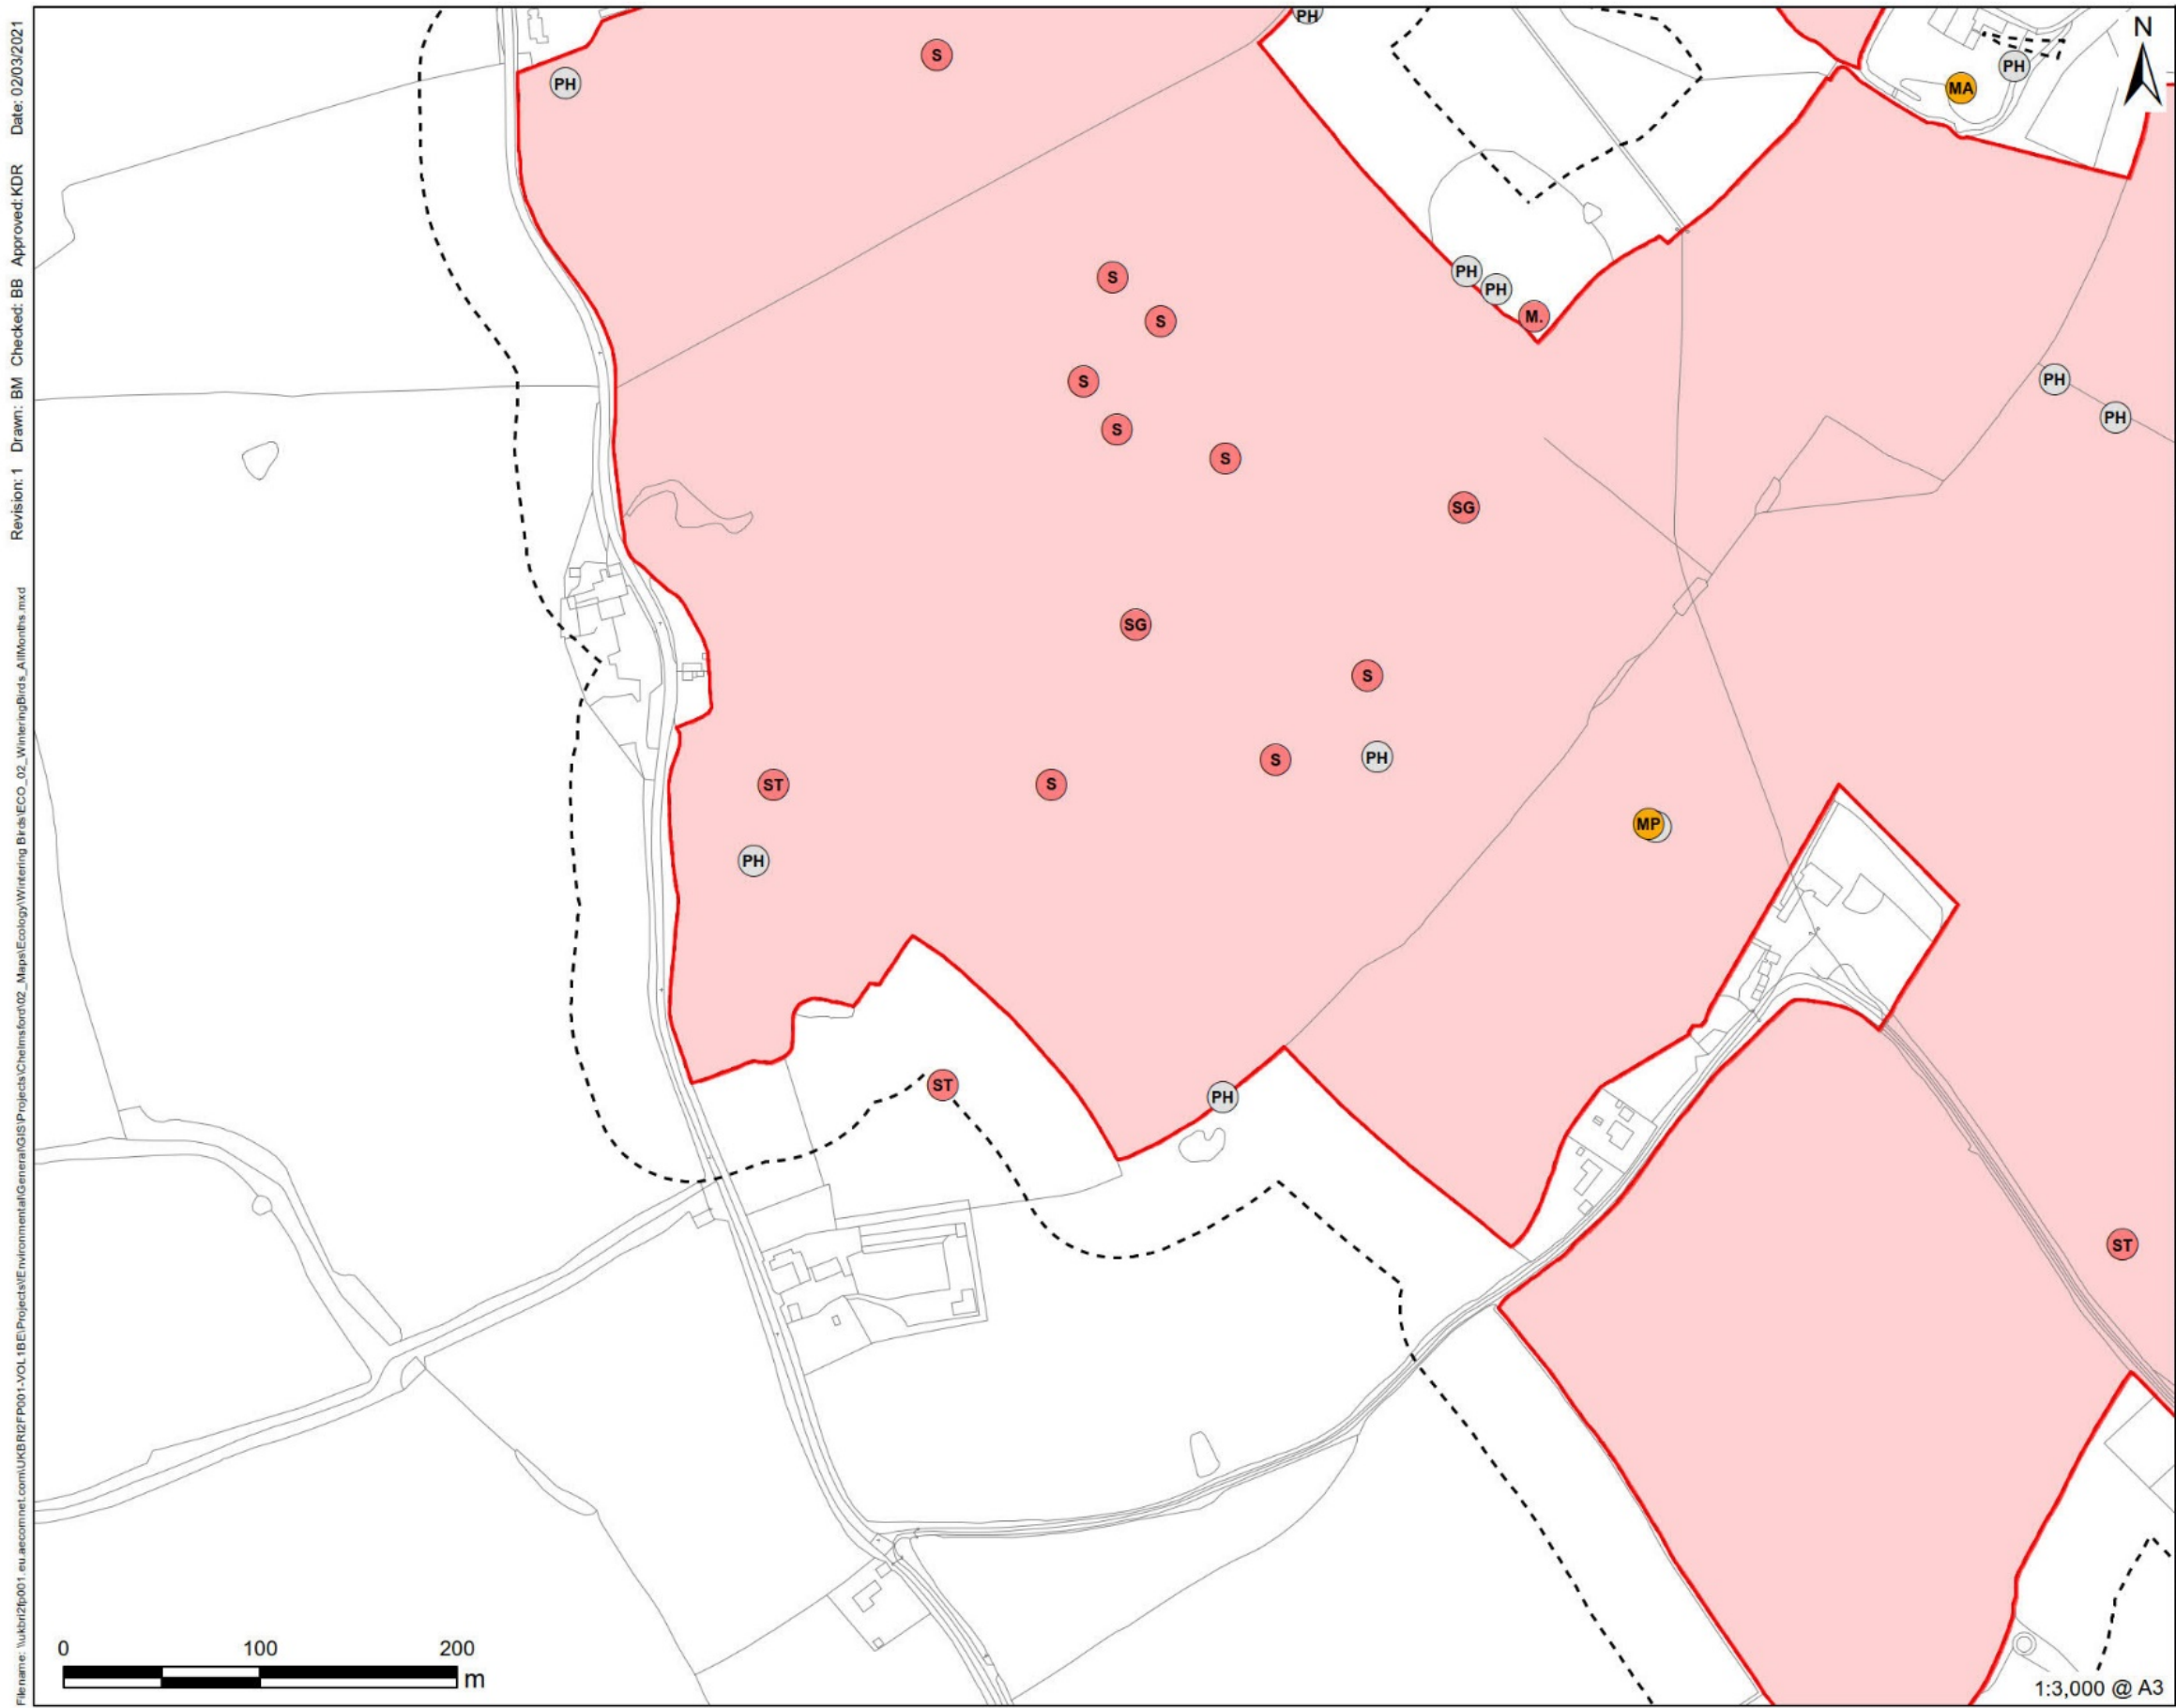 Date: 02/03/2021
Revision: 1 Drawn: BM Checked: BB Approved: KDR
Filename: \\ukbri2fp001.eu.aecomnet.com\UKBRI2FP001-VOL1BE\Projects\Environmental\General\GIS\Projects\Chelmsford\02_Maps\Ecology\Wintering Birds\ECO_02_WinteringBirds_AllMonths.mxd
PH
N
S
PH
PH
MA
PH
S
PH
S
M.
S
PH
PH
S
S
SG
SG
S
S
PH
ST
S
MP
PH
ST
PH
ST
0 100 200
m
1:3,000 @ A3